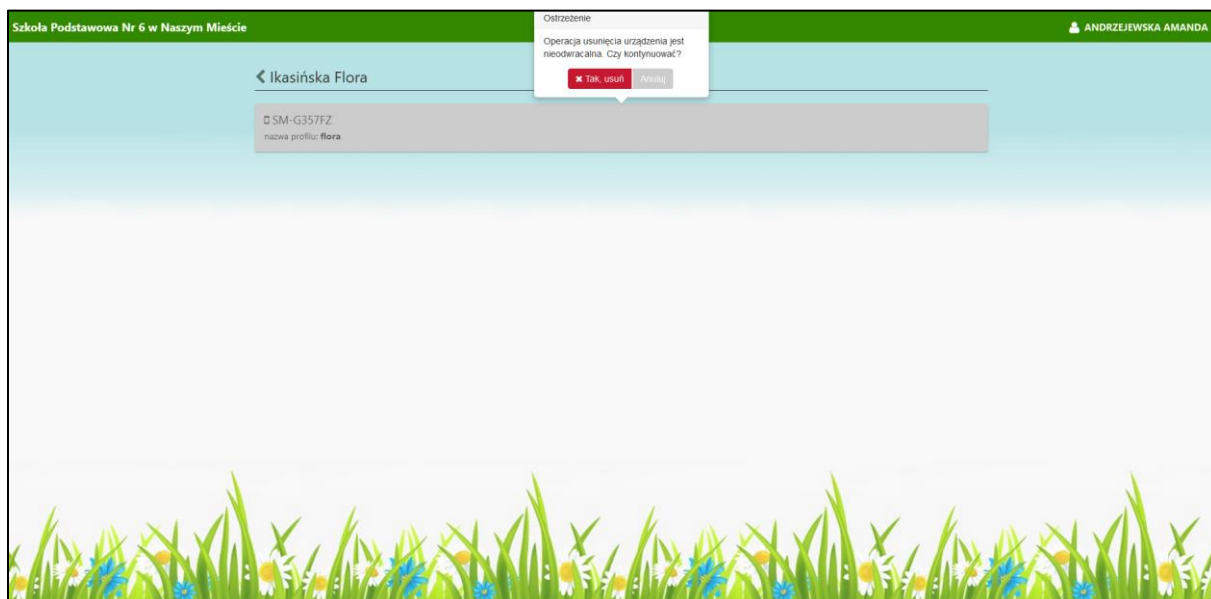 Szkoła Podstawowa Nr 6 w Naszym Mieście
ANDRZEJEWSKA AMANDA
Ostrzeżenie
Operacja usunięcia urządzenia jest
nieodwracalna. Czy kontynuować?
Tak, usuń Anuluj
Ikasińska Flora
SM-G357FZ
nazwa profilu: flora